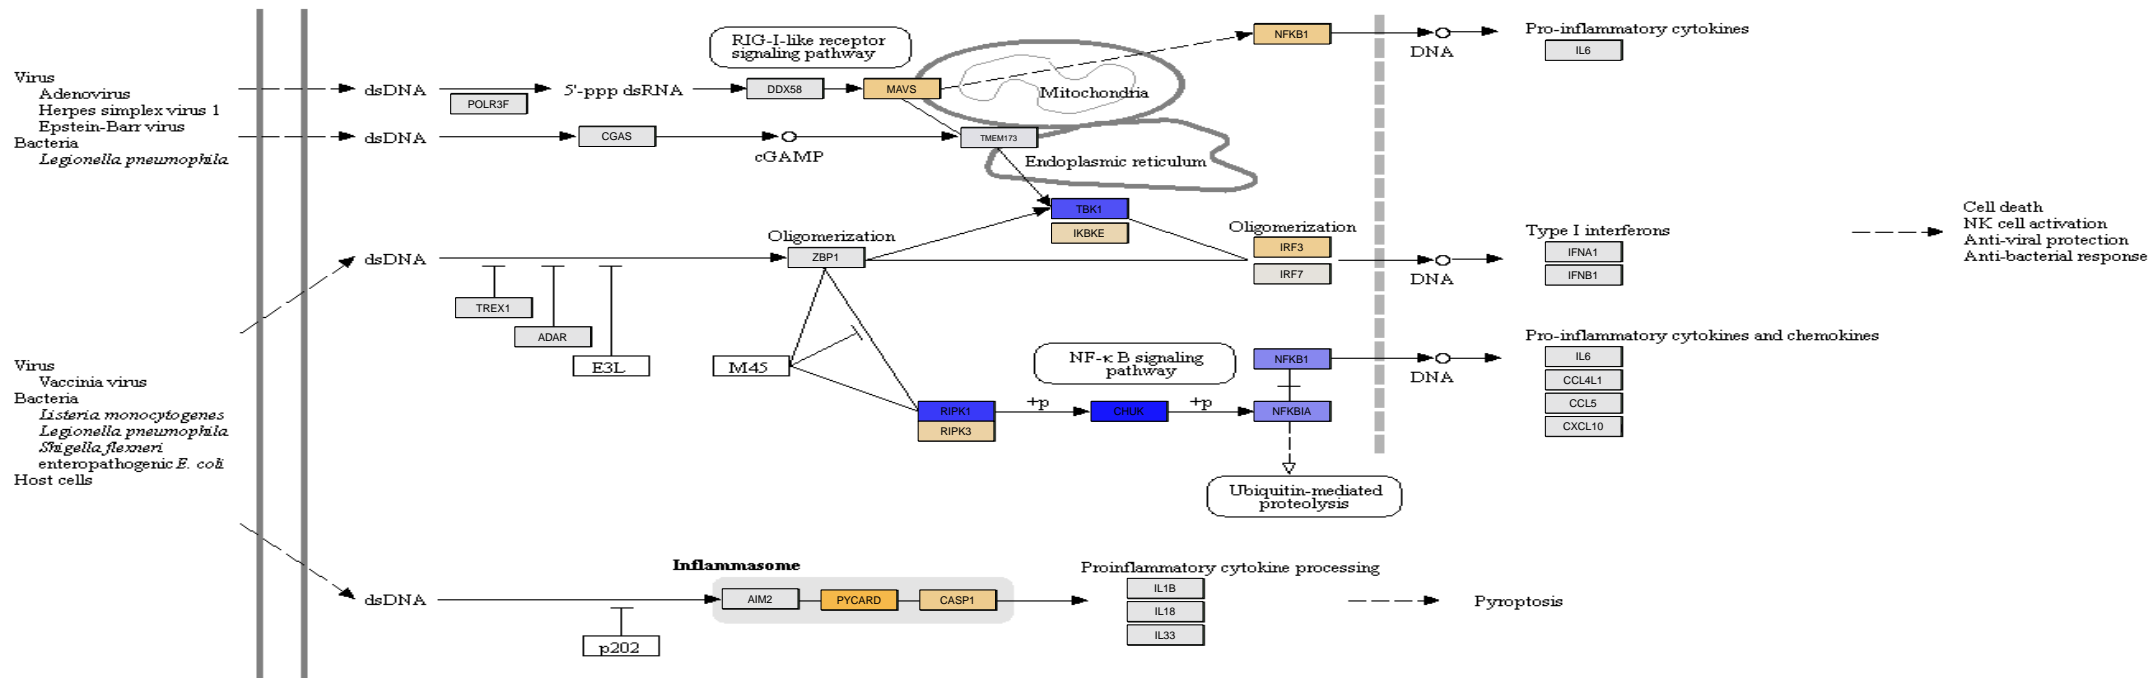 RIG-I-like receptor
signaling pathway
NFKB1
DNA
Pro-inflammatory cytokines
IL6
Virus
Adenovirus
Herpes simplex virus 1
Epstein-Barr virus
Bacteria
Legionella pneumophila
dsDNA
POLR3F
5'-ppp dsRNA
DDX58
MAVS
Mitochondria
dsDNA
CGAS
cGAMP
TMEM173
Endoplasmic reticulum
TBK1
IKBKE
Oligomerization
ZBP1
dsDNA
TREX1
ADAR
E3L
M45
Oligomerization
IRF3
IRF7
DNA
Type I interferons
IFNA1
IFNB1
Cell death
NK cell activation
Anti-viral protection
Anti-bacterial response
Virus
Vaccinia virus
Bacteria
Listeria monocytogenes
Legionella pneumophila
Shigella flexneri
enteropathogenic E. coli
Host cells
NF-κ B signaling
pathway
NFKB1
DNA
Pro-inflammatory cytokines and chemokines
IL6
CCL4L1
CCL5
CXCL10
RIPK1
RIPK3
+p
CHUK
+p
NFKBIA
Ubiquitin-mediated
proteolysis
Inflammasome
dsDNA
p202
AIM2
PYCARD
CASP1
Proinflammatory cytokine processing
IL1B
IL18
IL33
Pyroptosis